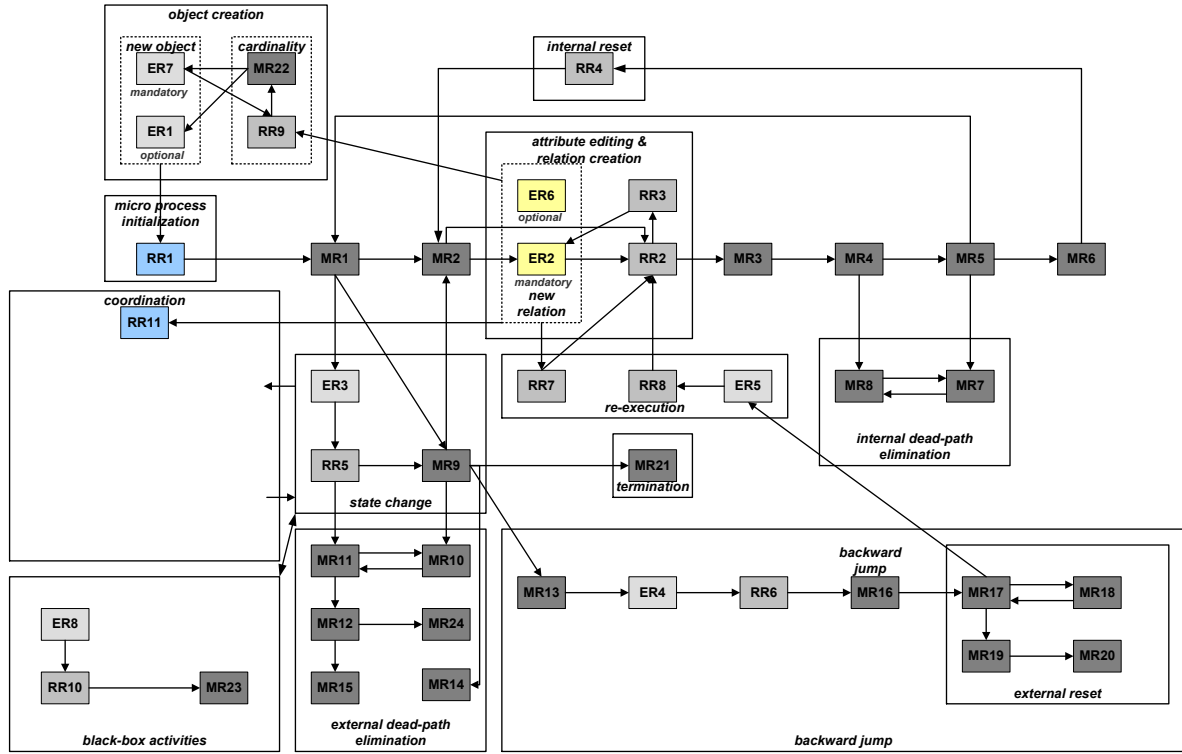 object creation
new object
cardinality
ER7
MR22
mandatory
ER1
RR9
optional
internal reset
RR4
attribute editing &
relation creation
ER6
RR3
optional
micro process
initialization
RR1
MR1
MR2
ER2
RR2
MR3
MR4
MR5
MR6
mandatory
new
relation
coordination
RR11
ER3
RR7
RR8
ER5
re-execution
MR8
MR7
internal dead-path
elimination
RR5
MR9
state change
MR21
termination
MR11
MR10
MR12
MR24
MR15
MR14
external dead-path
elimination
backward
jump
MR13
ER4
RR6
MR16
MR17
MR18
MR19
MR20
external reset
backward jump
ER8
RR10
MR23
black-box activities